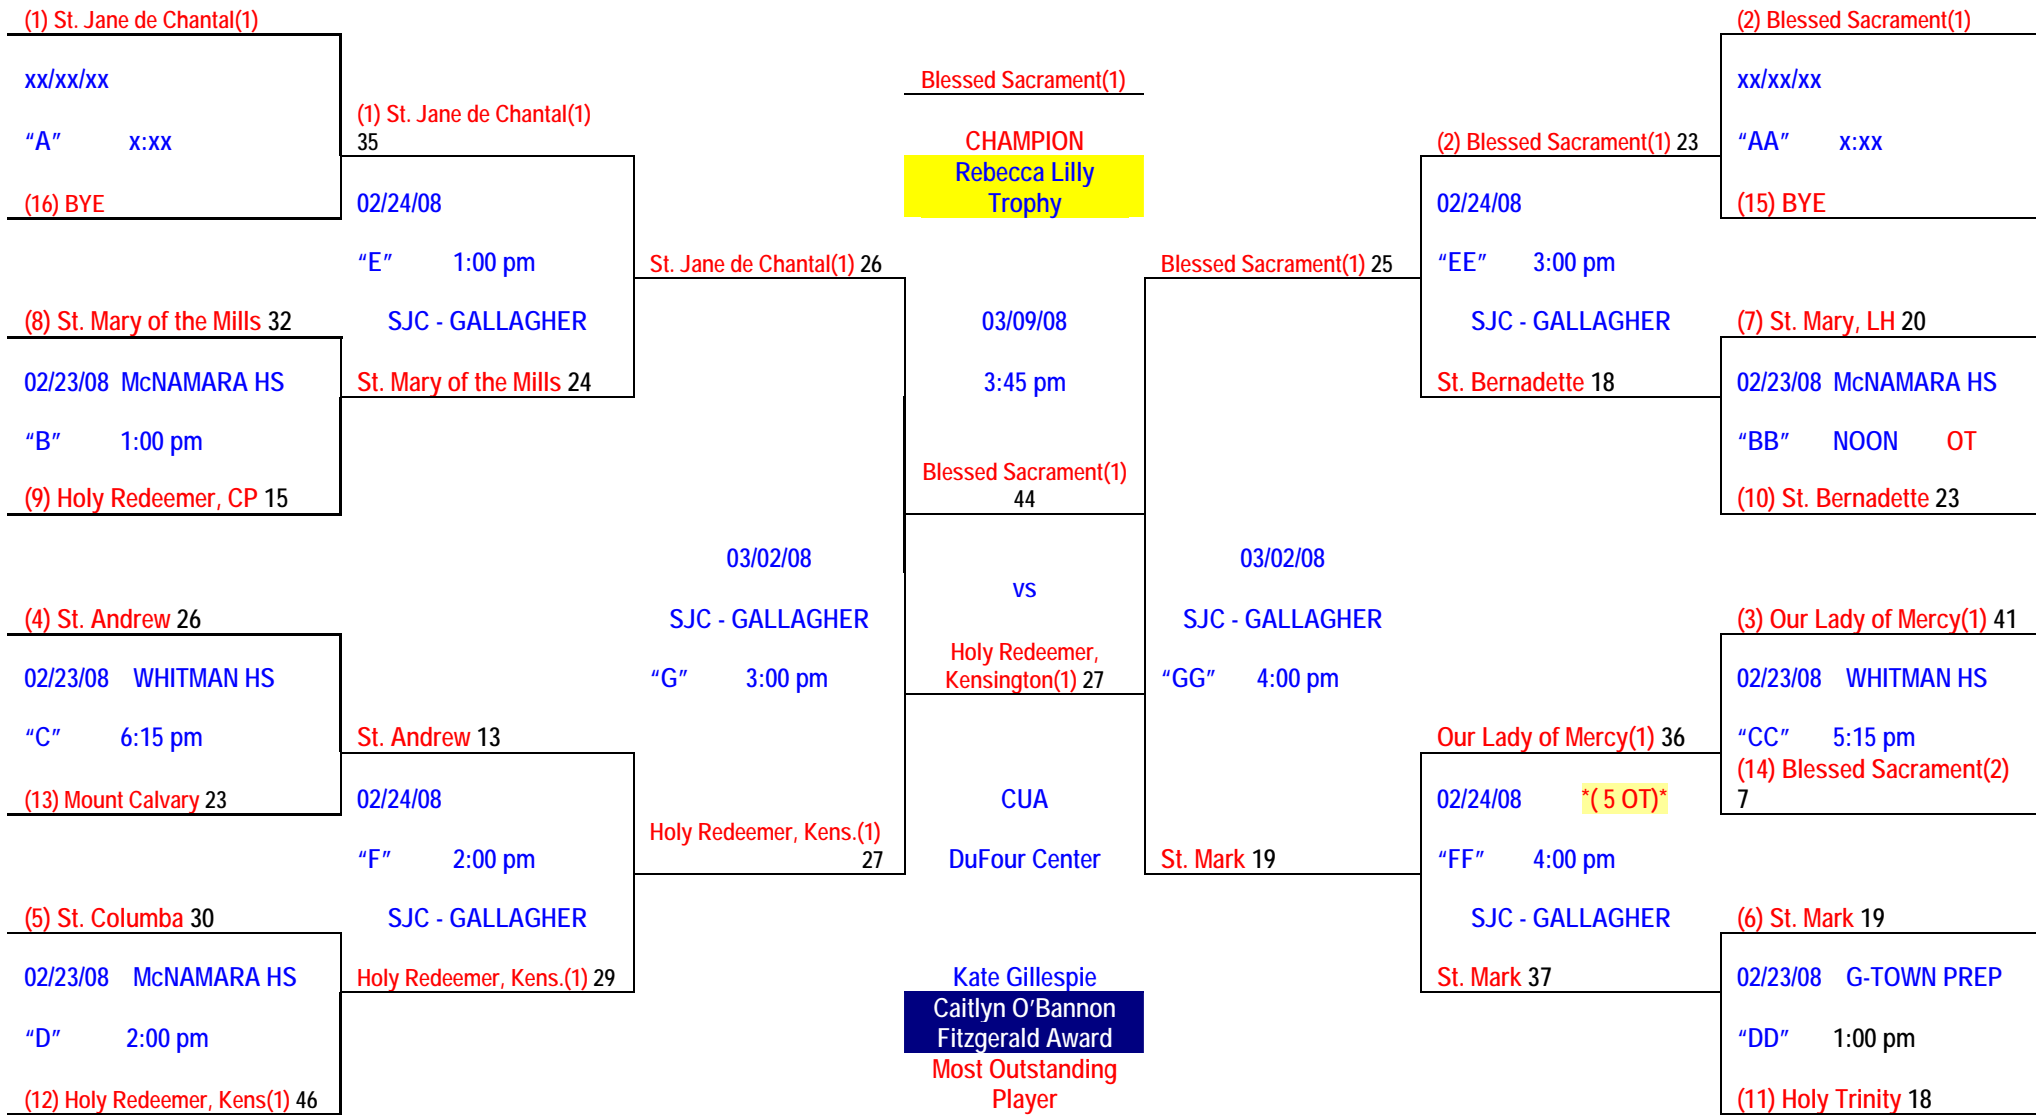 (1) St. Jane de Chantal(1)
xx/xx/xx
“A” x:xx
(16) BYE
(8) St. Mary of the Mills 32
02/23/08 McNAMARA HS
“B” 1:00 pm
(9) Holy Redeemer, CP 15
(4) St. Andrew 26
02/23/08 WHITMAN HS
“C” 6:15 pm
(13) Mount Calvary 23
(5) St. Columba 30
02/23/08 McNAMARA HS
“D” 2:00 pm
(12) Holy Redeemer, Kens(1) 46
(1) St. Jane de Chantal(1)
35
02/24/08
“E” 1:00 pm
SJC - GALLAGHER
St. Mary of the Mills 24
St. Andrew 13
02/24/08
“F” 2:00 pm
SJC - GALLAGHER
Holy Redeemer, Kens.(1) 29
St. Jane de Chantal(1) 26
03/02/08
SJC - GALLAGHER
“G” 3:00 pm
Holy Redeemer, Kens.(1)
27
Blessed Sacrament(1)
CHAMPION
Rebecca Lilly
Trophy
03/09/08
3:45 pm
Blessed Sacrament(1)
44
vs
Holy Redeemer,
Kensington(1) 27
CUA
DuFour Center
Kate Gillespie
Caitlyn O’Bannon
Fitzgerald Award
Most Outstanding
Player
Blessed Sacrament(1) 25
03/02/08
SJC - GALLAGHER
“GG” 4:00 pm
St. Mark 19
(2) Blessed Sacrament(1) 23
02/24/08
“EE” 3:00 pm
SJC - GALLAGHER
St. Bernadette 18
Our Lady of Mercy(1) 36
02/24/08 *( 5 OT)*
“FF” 4:00 pm
SJC - GALLAGHER
St. Mark 37
(2) Blessed Sacrament(1)
xx/xx/xx
“AA” x:xx
(15) BYE
(7) St. Mary, LH 20
02/23/08 McNAMARA HS
“BB” NOON OT
(10) St. Bernadette 23
(3) Our Lady of Mercy(1) 41
02/23/08 WHITMAN HS
“CC” 5:15 pm
(14) Blessed Sacrament(2)
7
(6) St. Mark 19
02/23/08 G-TOWN PREP
“DD” 1:00 pm
(11) Holy Trinity 18